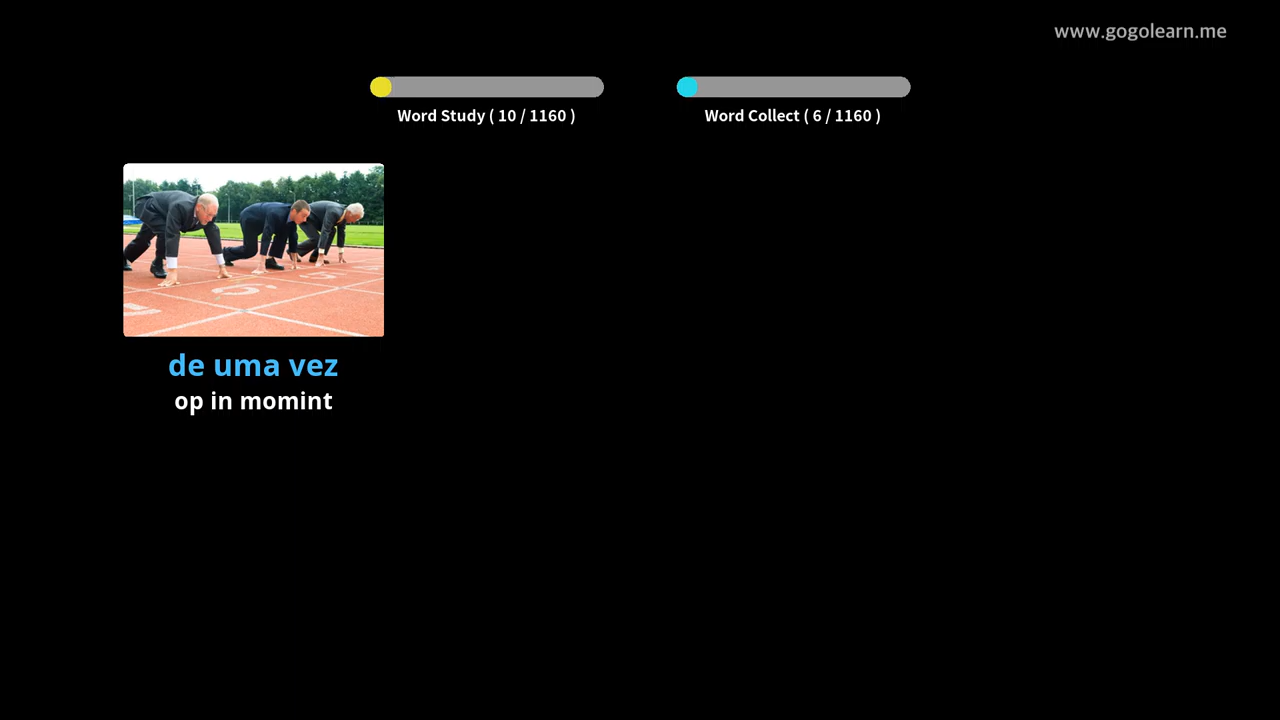 www.gogolearn.me
Word Study ( 10 / 1160 )
Word Collect ( 6 / 1160 )
de uma vez
op in momint